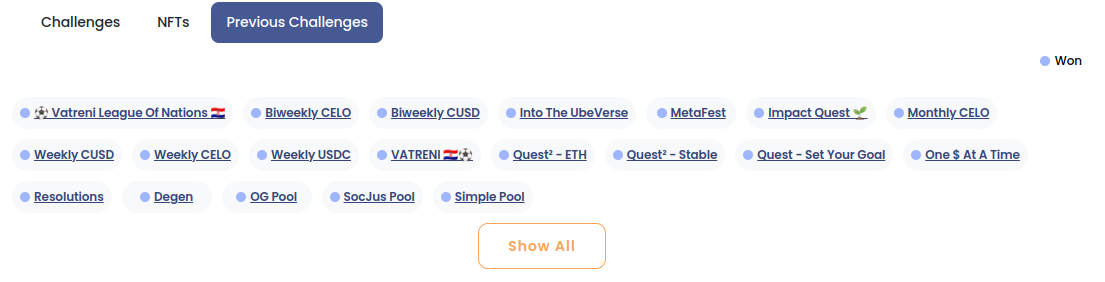 Challenges NFTs Previous Challenges
Won
⚽ Vatreni League Of Nations 🇭🇷 Biweekly CELO Biweekly CUSD Into The UbeVerse MetaFest Impact Quest 🌱 Monthly CELO
Weekly CUSD Weekly CELO Weekly USDC VATRENI 🇭🇷⚽ Quest² - ETH Quest² - Stable Quest - Set Your Goal One $ At A Time
Resolutions Degen OG Pool SocJus Pool Simple Pool
Show All